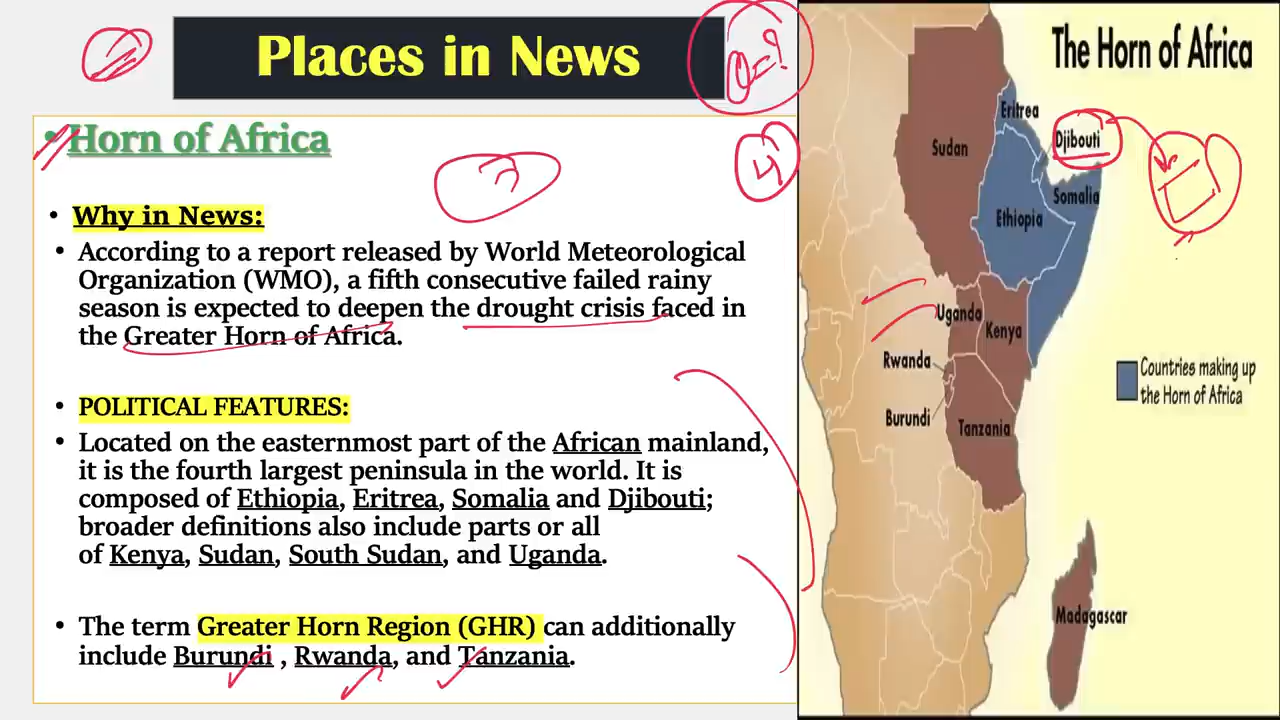 Places in News
• Horn of Africa
• Why in News:
• According to a report released by World Meteorological
Organization (WMO), a fifth consecutive failed rainy
season is expected to deepen the drought crisis faced in
the Greater Horn of Africa.
• POLITICAL FEATURES:
• Located on the easternmost part of the African mainland,
it is the fourth largest peninsula in the world. It is
composed of Ethiopia, Eritrea, Somalia and Djibouti;
broader definitions also include parts or all
of Kenya, Sudan, South Sudan, and Uganda.
• The term Greater Horn Region (GHR) can additionally
include Burundi , Rwanda, and Tanzania.
4
The Horn of Africa
Eritrea
Djibouti
Sudan
Somalia
Ethiopia
Uganda
Kenya
Rwanda
Burundi
Tanzania
Countries making up
the Horn of Africa
Madagascar